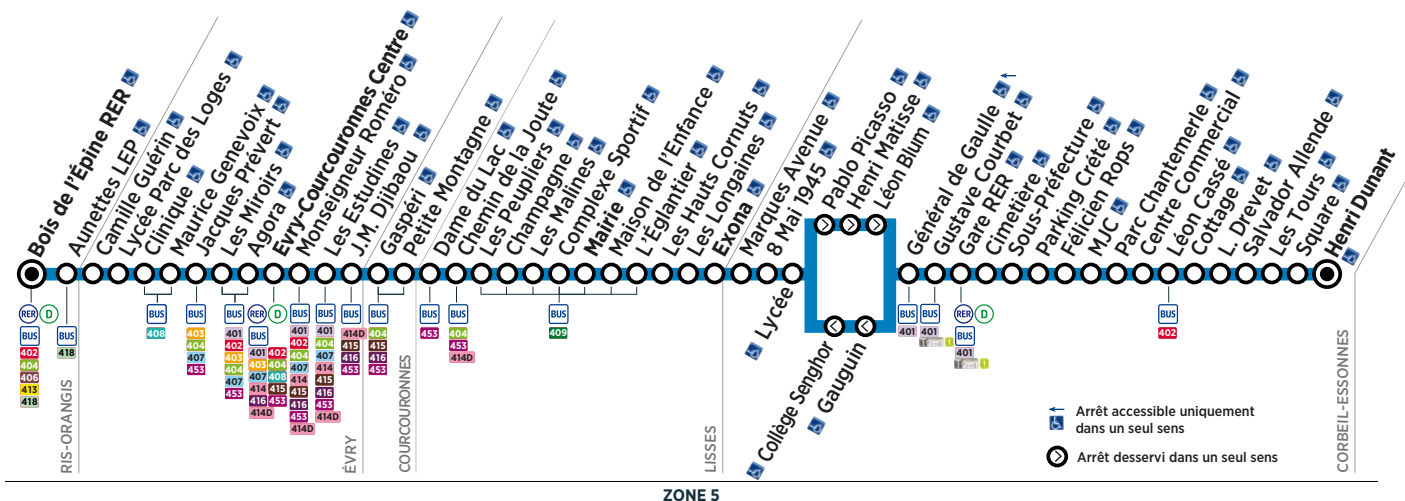 Bois de l'Épine RER
Aunettes LEP
Camille Guérin
Lycée Parc des Loges
Clinique
Maurice Genevoix
Jacques Prévert
Les Miroirs
Agora
Evry-Courcouronnes Centre
Monseigneur Roméro
Les Estudines
J.M. Djibaou
Gaspéri
Petite Montagne
Dame du Lac
Chemin de la Joute
Les Peupliers
Champagne
Les Malines
Complexe Sportif
Mairie
Maison de l'Enfance
L'Églantier
Les Hauts Cornuts
Les Longaines
Exona
Marques Avenue
8 Mai 1945
Lycée
Pablo Picasso
Henri Matisse
Léon Blum
Collège Senghor
Gauguin
Général de Gaulle
Gustave Courbet
Gare RER
Cimetière
Sous-Préfecture
Parking Crété
Félicien Rops
MJC
Parc Chantemerle
Centre Commercial
Léon Cassé
Cottage
L. Drevet
Salvador Allende
Les Tours
Square
Henri Dunant
RER D
BUS
402
404
406
413
418
BUS
418
BUS
408
BUS
403
404
407
453
BUS
401
402
403
404
407
453
RER D
BUS
401 402
403 404
407 408
414 415
416 453
414D
BUS
401
402
404
407
414
415
416
453
414D
BUS
401
404
407
414
415
416
453
414D
BUS
414D
415
416
453
BUS
404
415
416
453
BUS
453
BUS
404
453
414D
BUS
409
BUS
401
BUS
401
RER D
BUS
401
BUS
402
RIS-ORANGIS
ÉVRY
COURCOURONNES
LISSES
CORBEIL-ESSONNES
Arrêt accessible uniquement
dans un seul sens
Arrêt desservi dans un seul sens
ZONE 5